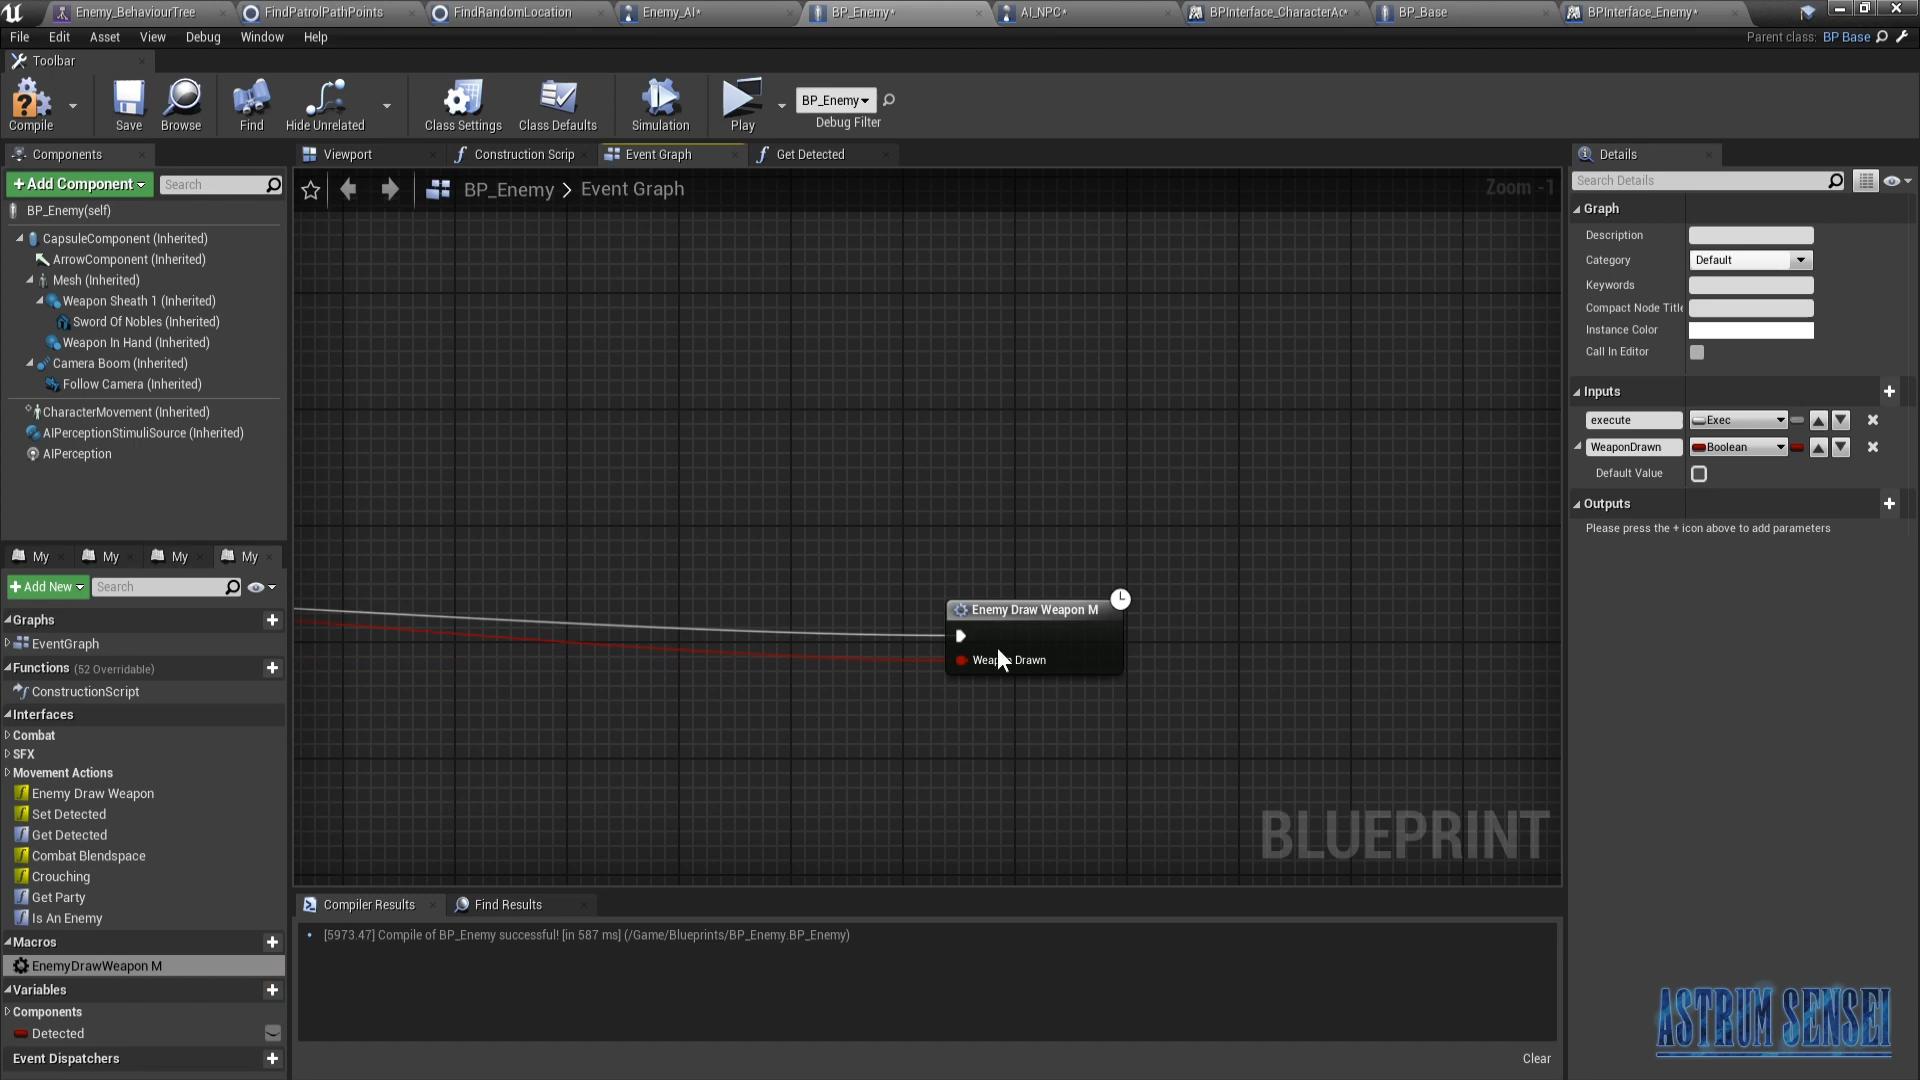 Enemy_BehaviourTree
FindPatrolPathPoints
FindRandomLocation
Enemy_AI*
BP_Enemy*
AI_NPC*
BPInterface_CharacterAc*
BP_Base
BPInterface_Enemy*
File Edit Asset View Debug Window Help
Parent class: BP Base
Toolbar
Compile
Save
Browse
Find
Hide Unrelated
Class Settings
Class Defaults
Simulation
Play
BP_Enemy
Debug Filter
Components
+Add Component
Search
BP_Enemy(self)
CapsuleComponent (Inherited)
ArrowComponent (Inherited)
Mesh (Inherited)
Weapon Sheath 1 (Inherited)
Sword Of Nobles (Inherited)
Weapon In Hand (Inherited)
Camera Boom (Inherited)
Follow Camera (Inherited)
CharacterMovement (Inherited)
AIPerceptionStimuliSource (Inherited)
AIPerception
My
My
My
My
+Add New
Search
Graphs
EventGraph
Functions (52 Overridable)
ConstructionScript
Interfaces
Combat
SFX
Movement Actions
Enemy Draw Weapon
Set Detected
Get Detected
Combat Blendspace
Crouching
Get Party
Is An Enemy
Macros
EnemyDrawWeapon M
Variables
Components
Detected
Event Dispatchers
Viewport
Construction Scrip
Event Graph
Get Detected
BP_Enemy > Event Graph
Zoom -1
Enemy Draw Weapon M
Weapon Drawn
BLUEPRINT
Compiler Results
Find Results
[5973.47] Compile of BP_Enemy successful! [in 587 ms] (/Game/Blueprints/BP_Enemy.BP_Enemy)
Clear
Details
Search Details
Graph
Description
Category
Default
Keywords
Compact Node Title
Instance Color
Call In Editor
Inputs
execute
Exec
WeaponDrawn
Boolean
Default Value
Outputs
Please press the + icon above to add parameters
ASTRUM SENSEI